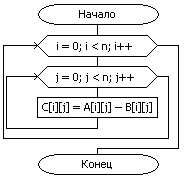 Начало
i = 0; i < n; i++
j = 0; j < n; j++
C[i][j] = A[i][j] − B[i][j]
Конец